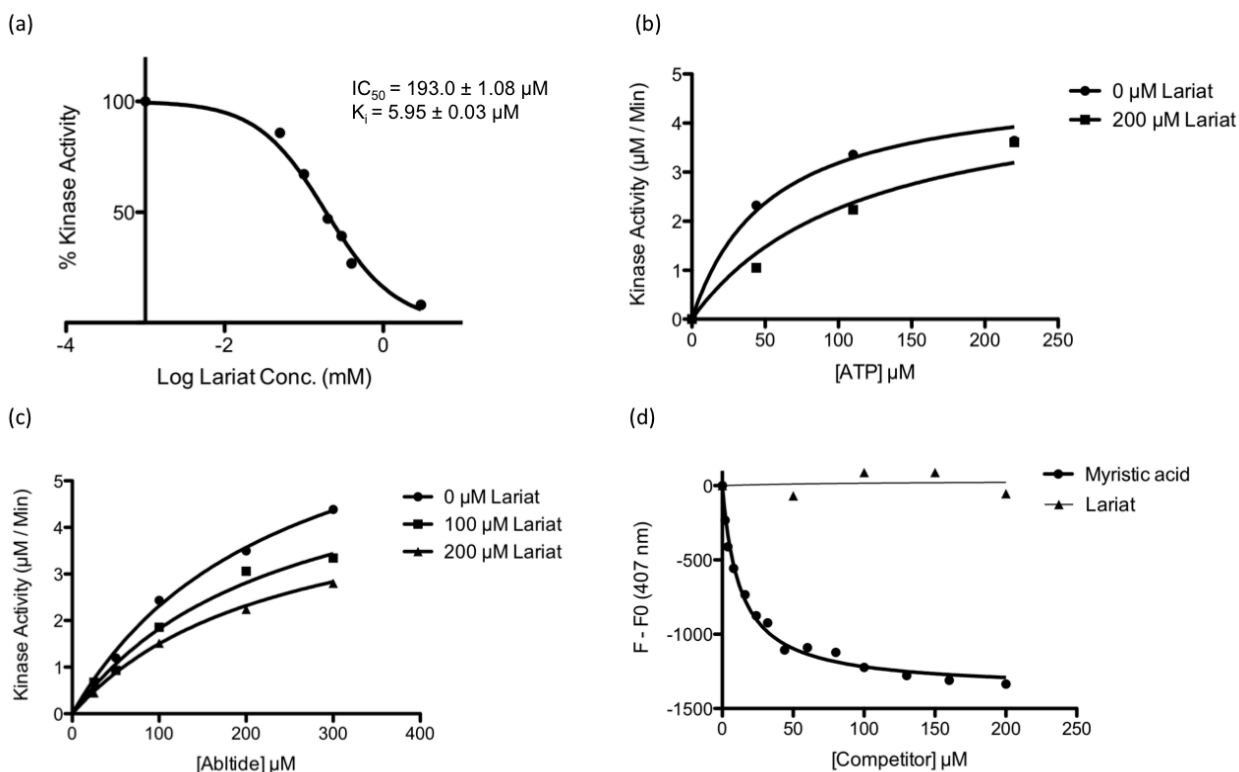 (a)
IC50 = 193.0 ± 1.08 µM
Ki = 5.95 ± 0.03 µM
% Kinase Activity
100
50
-4
-2
0
Log Lariat Conc. (mM)
(b)
Kinase Activity (µM / Min)
5
4
3
2
1
0
0
50
100
150
200
250
[ATP] µM
0 µM Lariat
200 µM Lariat
(c)
Kinase Activity (µM / Min)
5
4
3
2
1
0
0
100
200
300
400
[Abltide] µM
0 µM Lariat
100 µM Lariat
200 µM Lariat
(d)
F - F0 (407 nm)
0
-500
-1000
-1500
0
50
100
150
200
250
[Competitor] µM
Myristic acid
Lariat